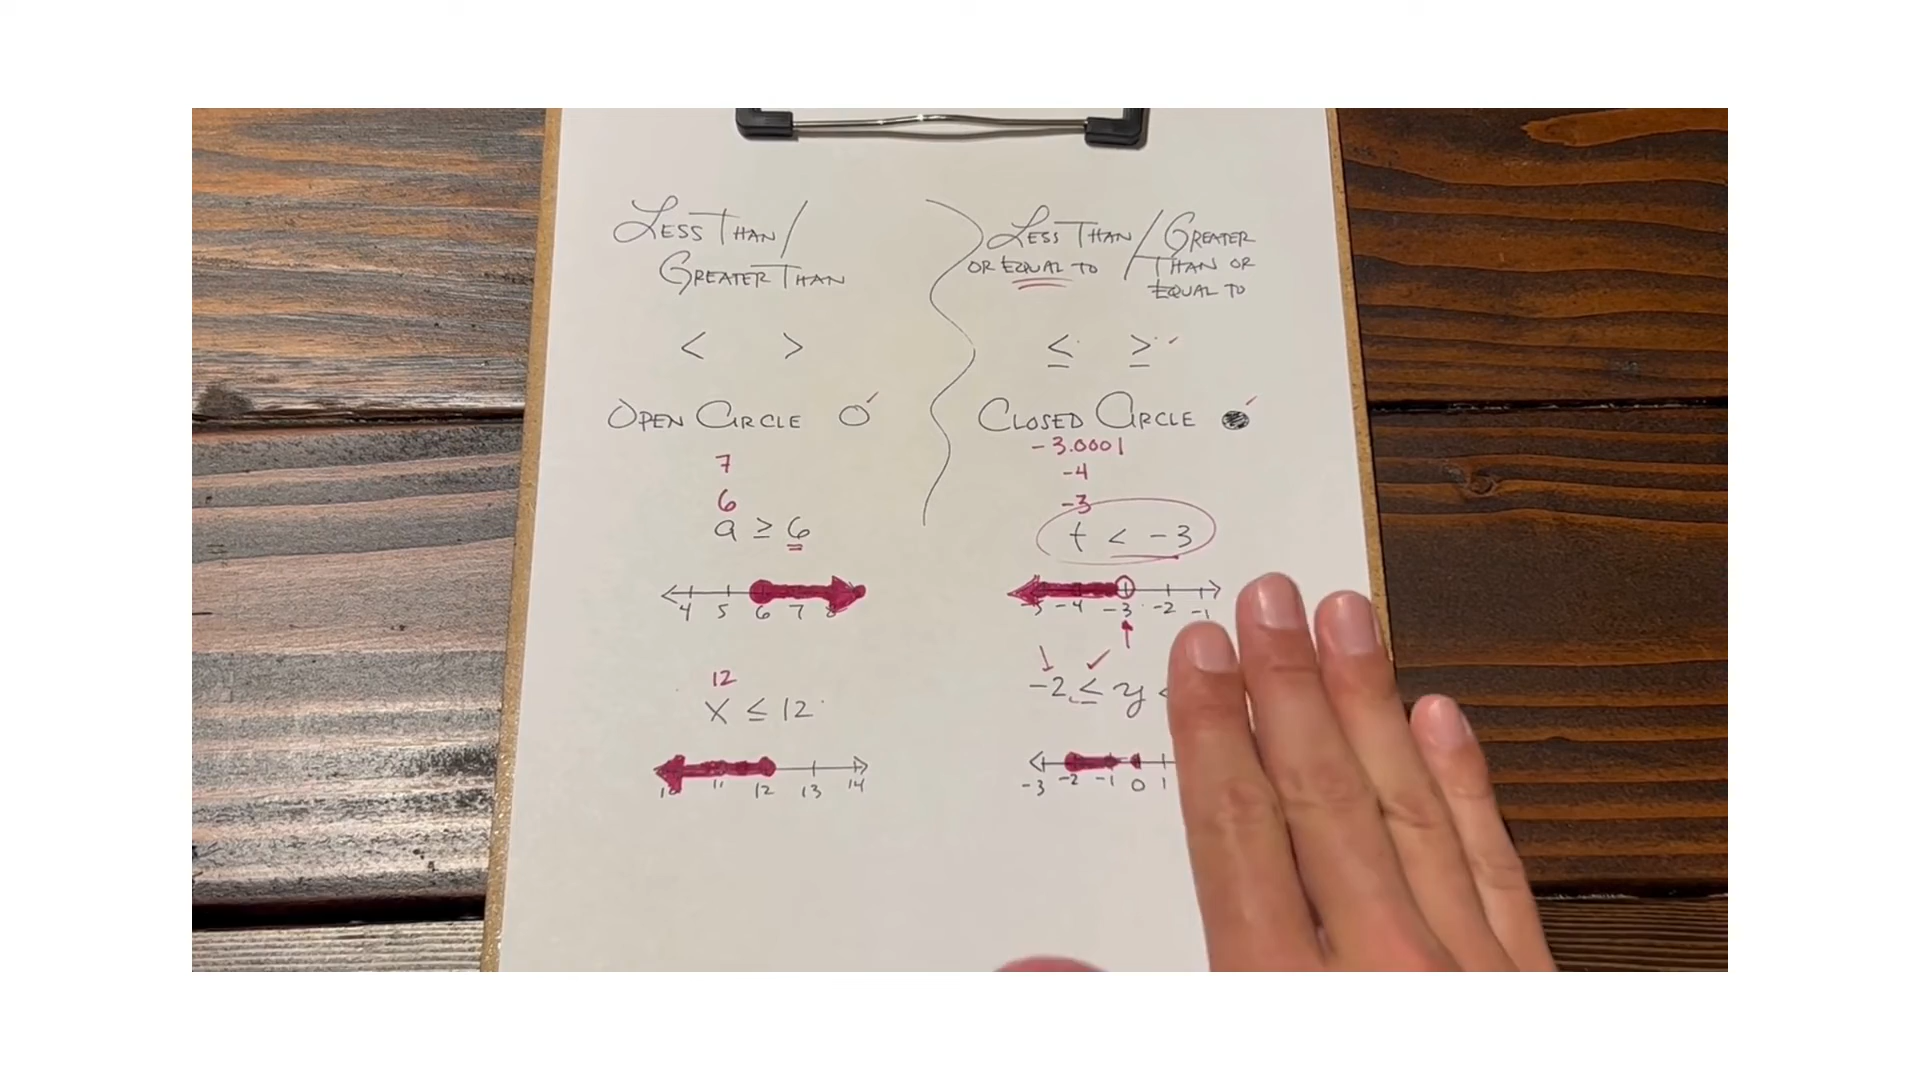 LESS THAN/
GREATER THAN
< >
OPEN CIRCLE
7
6
a ≥ 6
4 5 6 7 8
12
x ≤ 12
10 11 12 13 14
LESS THAN / GREATER
OR EQUAL TO THAN OR
EQUAL TO
≤ ≥
CLOSED CIRCLE
-3.0001
-4
-3
t < -3
-5 -4 -3 -2 -1
-2 ≤ y <
-3 -2 -1 0 1